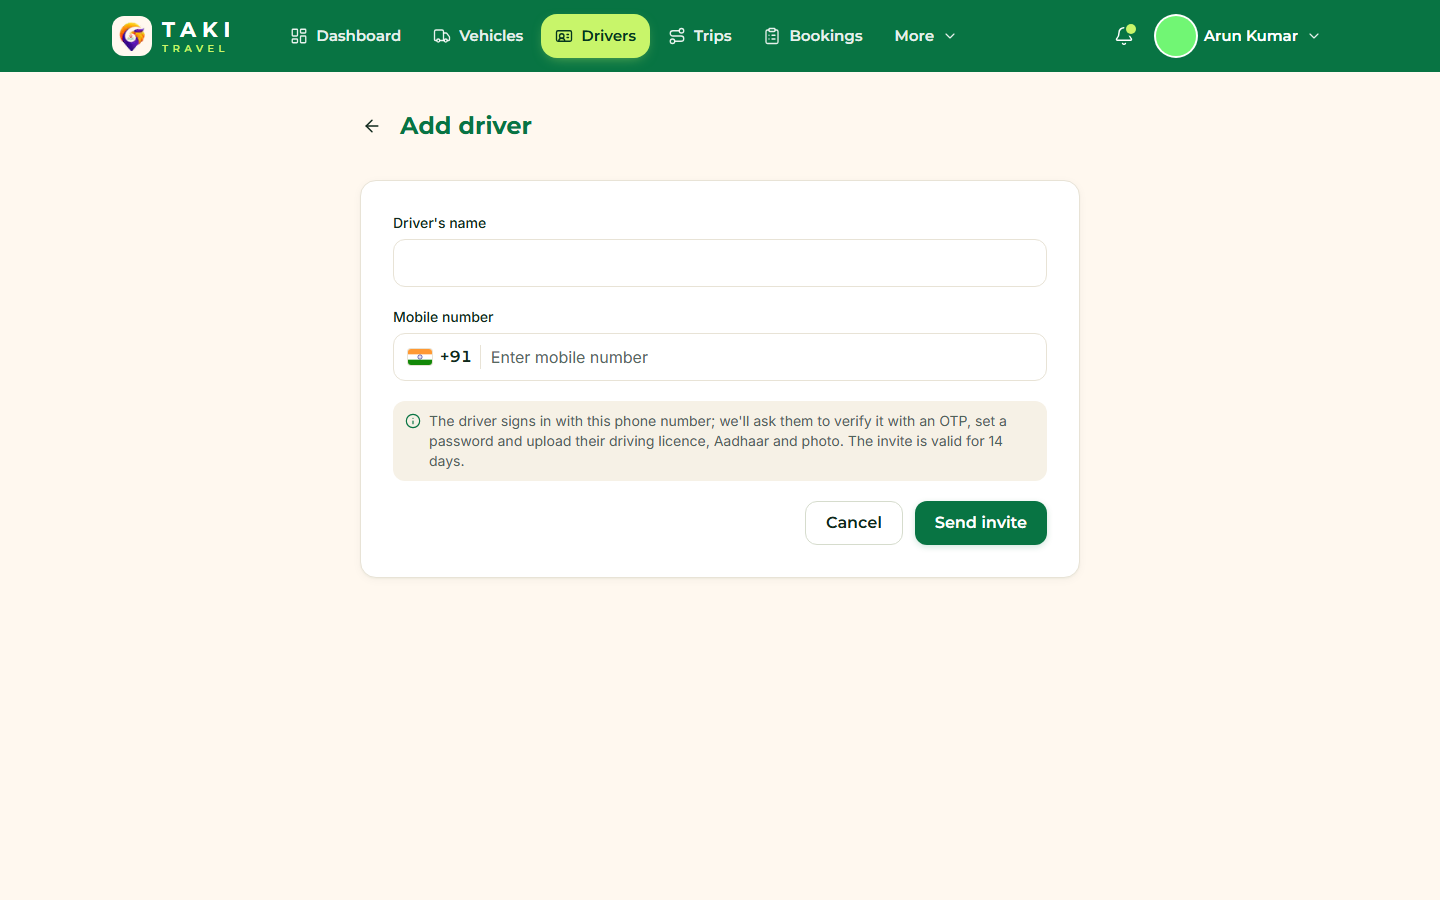 TAKI
TRAVEL
Dashboard
Vehicles
Drivers
Trips
Bookings
More
Arun Kumar
Add driver
Driver's name
Mobile number
+91
Enter mobile number
The driver signs in with this phone number; we'll ask them to verify it with an OTP, set a
password and upload their driving licence, Aadhaar and photo. The invite is valid for 14
days.
Cancel
Send invite